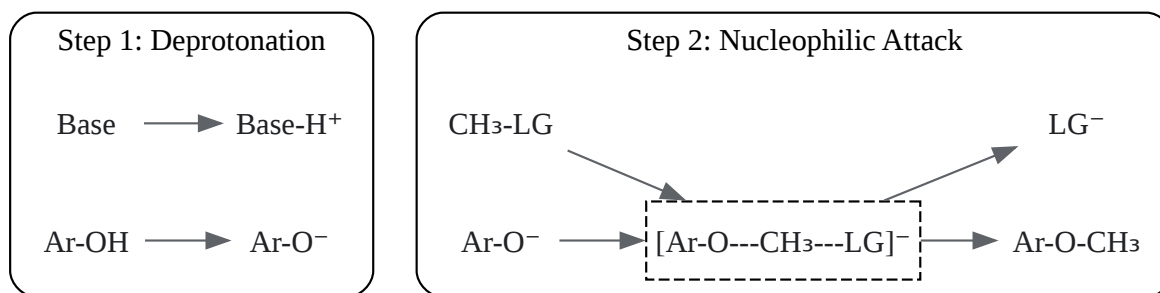 Step 1: Deprotonation
Base
Base-H⁺
Ar-OH
Ar-O⁻
Step 2: Nucleophilic Attack
CH₃-LG
LG⁻
Ar-O⁻
[Ar-O---CH₃---LG]⁻
Ar-O-CH₃